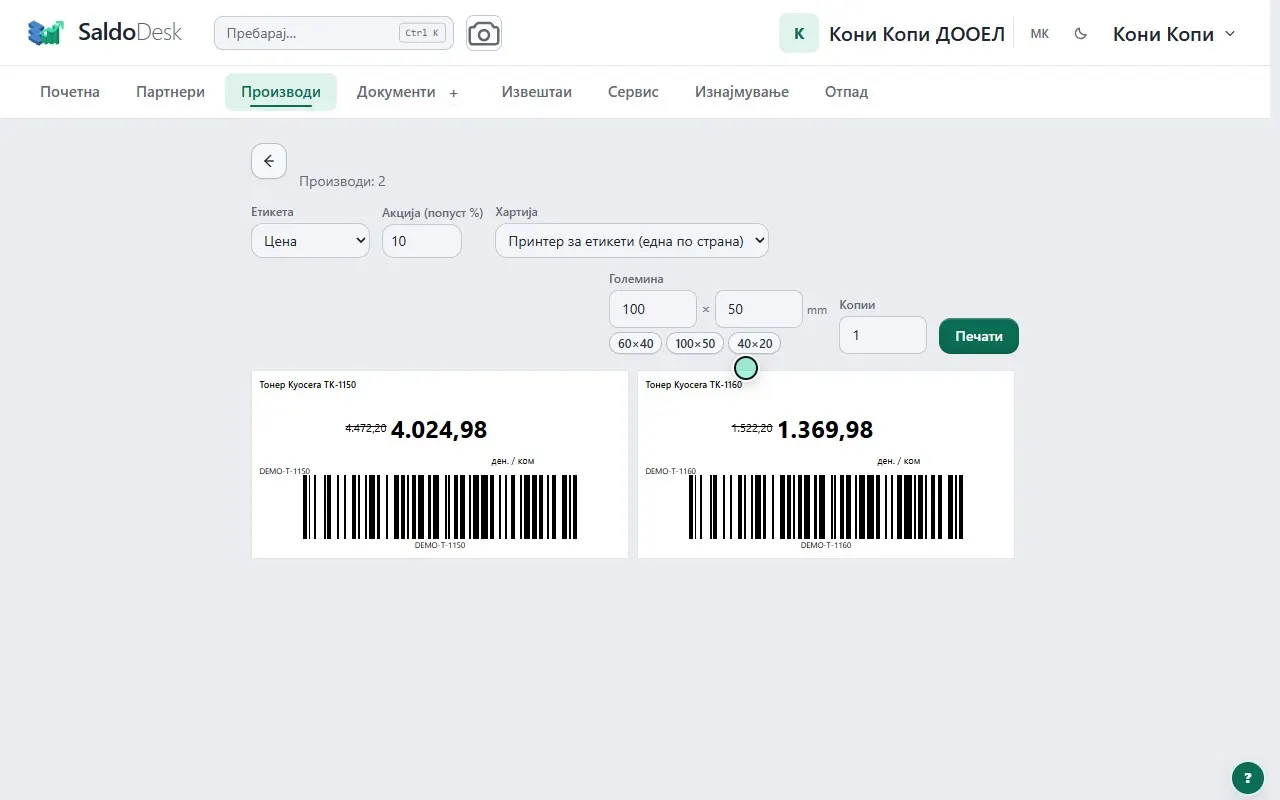 SaldoDesk
Пребарај...
Ctrl K
К
Кони Копи ДООЕЛ
МК
Кони Копи
Почетна
Партнери
Производи
Документи
+
Извештаи
Сервис
Изнајмување
Отпад
Производи: 2
Етикета
Акција (попуст %)
Хартија
Цена
10
Принтер за етикети (една по страна)
Големина
100
×
50
mm
Копии
1
Печати
60×40
100×50
40×20
Тонер Kyocera TK-1150
4.472,20 4.024,98
ден. / ком
DEMO-T-1150
DEMO-T-1150
Тонер Kyocera TK-1160
1.522,20 1.369,98
ден. / ком
DEMO-T-1160
DEMO-T-1160
?